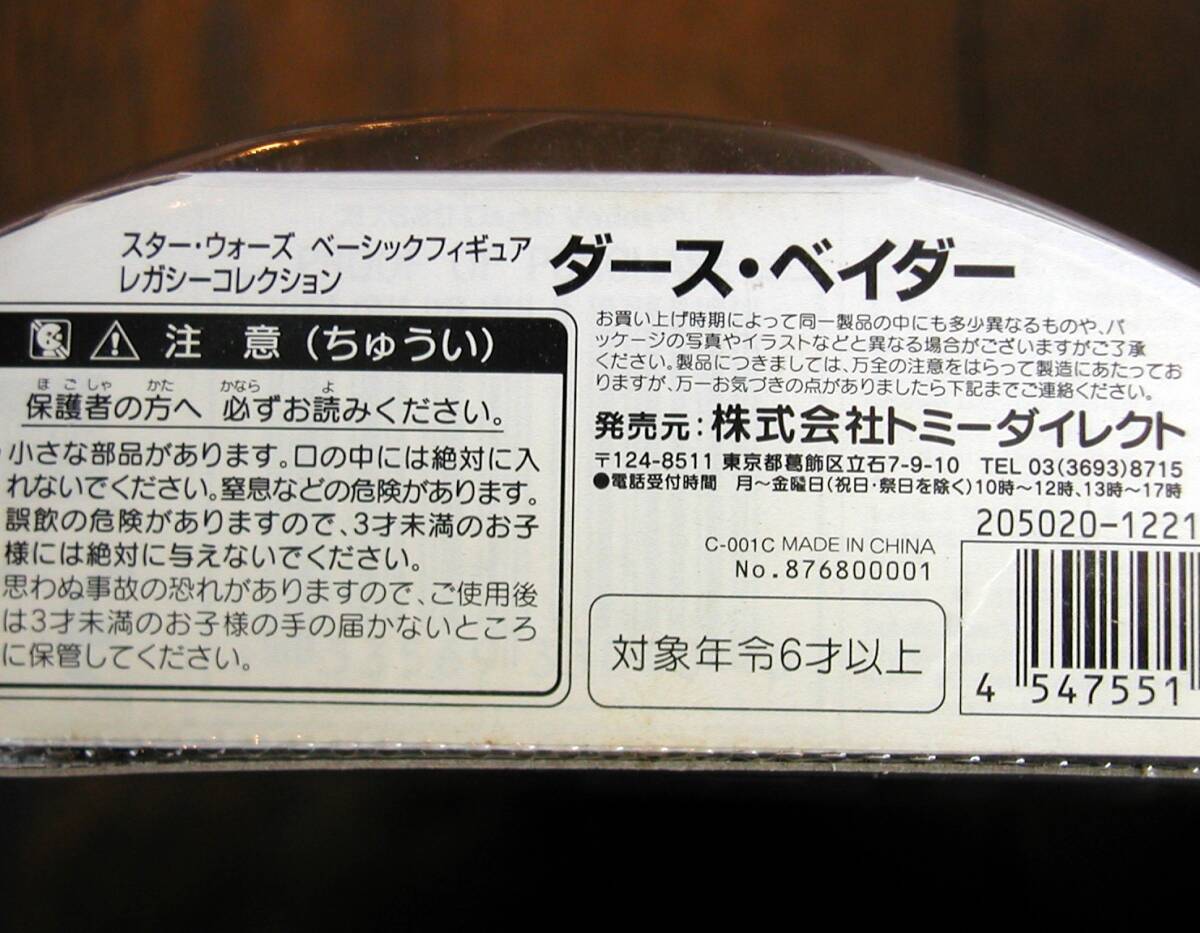 スター・ウォーズ ベーシックフィギュア
レガシーコレクション
ダース・ベイダー
注 意(ちゅうい)
ほごしゃ かた かなら よ
保護者の方へ 必ずお読みください。
・小さな部品があります。口の中には絶対に入
れないでください。窒息などの危険があります。
誤飲の危険がありますので、3才未満のお子
様には絶対に与えないでください。
思わぬ事故の恐れがありますので、ご使用後
は3才未満のお子様の手の届かないところ
に保管してください。
お買い上げ時期によって同一製品の中にも多少異なるものや、パ
ッケージの写真やイラストなどと異なる場合がございますがご了承
ください。製品につきましては、万全の注意をはらって製造にあたってお
りますが、万一お気づきの点がありましたら下記までご連絡ください。
発売元:株式会社トミーダイレクト
〒124-8511 東京都葛飾区立石7-9-10 TEL 03(3693)8715
●電話受付時間 月〜金曜日(祝日・祭日を除く)10時〜12時、13時〜17時
205020-1221
C-001C MADE IN CHINA
No.876800001
対象年令6才以上
4 547551